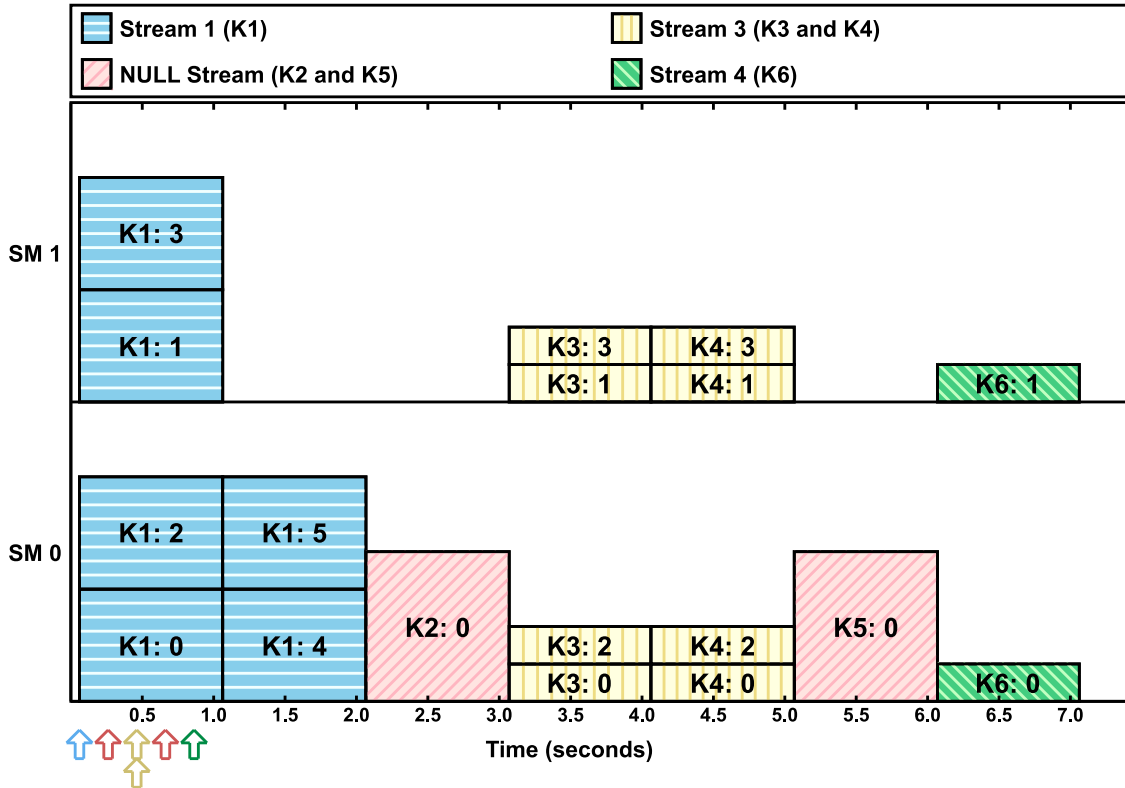 Stream 1 (K1)
Stream 3 (K3 and K4)
NULL Stream (K2 and K5)
Stream 4 (K6)
SM 1
K1: 3
K1: 1
K3: 3
K4: 3
K3: 1
K4: 1
K6: 1
SM 0
K1: 2
K1: 5
K1: 0
K1: 4
K2: 0
K3: 2
K4: 2
K3: 0
K4: 0
K5: 0
K6: 0
0.5 1.0 1.5 2.0 2.5 3.0 3.5 4.0 4.5 5.0 5.5 6.0 6.5 7.0
Time (seconds)